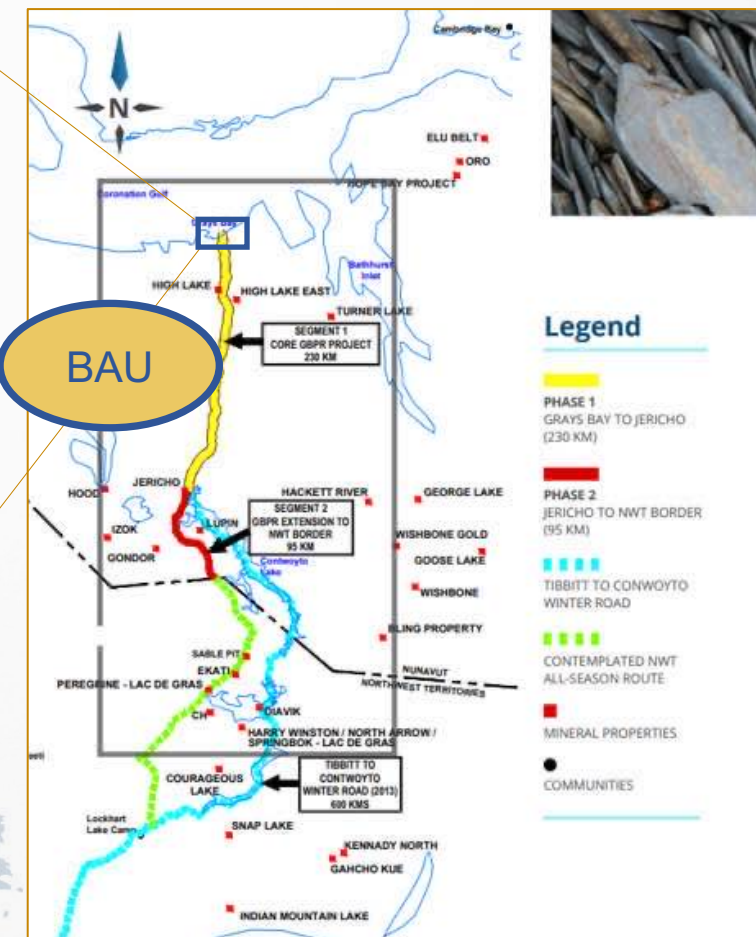 Cambridge Bay
N
ELU BELT
ORO
HOPE BAY PROJECT
Coronation Gulf
Grays Bay
Bathhurst
Inlet
HIGH LAKE
HIGH LAKE EAST
TURNER LAKE
SEGMENT 1
CORE GBPR PROJECT
230 KM
BAU
JERICHO
HOOD
HACKETT RIVER
GEORGE LAKE
SEGMENT 2
GBPR EXTENSION TO
NWT BORDER
95 KM
IZOK
LUPIN
GONDOR
WISHBONE GOLD
GOOSE LAKE
Contwoyto
Lake
WISHBONE
BLING PROPERTY
SABLE PIT
EKATI
NUNAVUT
NORTHWEST TERRITORIES
PEREGRINE - LAC DE GRAS
CH
DIAVIK
HARRY WINSTON / NORTH ARROW /
SPRINGBOK - LAC DE GRAS
COURAGEOUS
LAKE
TIBBITT TO
CONTWOYTO
WINTER ROAD (2013)
600 KMS
Lockhart
Lake Camp
SNAP LAKE
KENNADY NORTH
GAHCHO KUE
INDIAN MOUNTAIN LAKE
Legend
PHASE 1
GRAYS BAY TO JERICHO
(230 KM)
PHASE 2
JERICHO TO NWT BORDER
(95 KM)
TIBBITT TO CONWOYTO
WINTER ROAD
CONTEMPLATED NWT
ALL-SEASON ROUTE
MINERAL PROPERTIES
COMMUNITIES